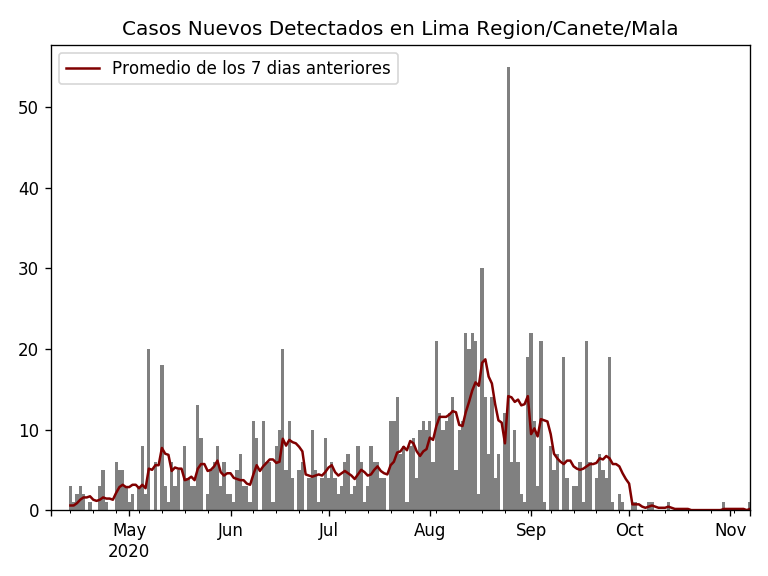 Casos Nuevos Detectados en Lima Region/Canete/Mala
Promedio de los 7 dias anteriores
50
40
30
20
10
0
May
2020
Jun
Jul
Aug
Sep
Oct
Nov